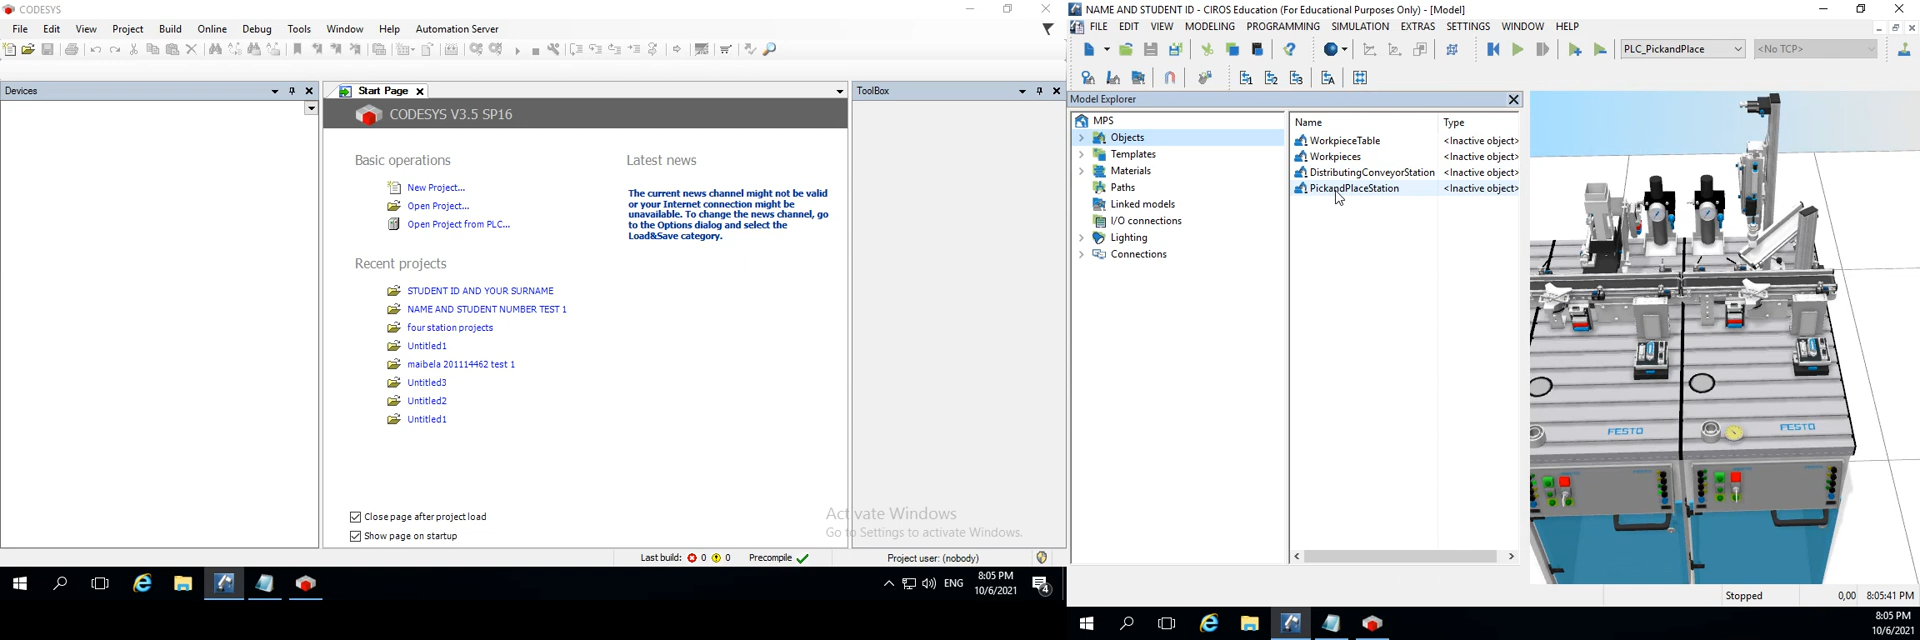 CODESYS
File Edit View Project Build Online Debug Tools Window Help Automation Server
Devices
Start Page
CODESYS V3.5 SP16
Basic operations
New Project...
Open Project...
Open Project from PLC...
Recent projects
STUDENT ID AND YOUR SURNAME
NAME AND STUDENT NUMBER TEST 1
four station projects
Untitled1
maibela 201114462 test 1
Untitled3
Untitled2
Untitled1
Latest news
The current news channel might not be valid
or your Internet connection might be
unavailable. To change the news channel, go
to the Options dialog and select the
Load&Save category.
Close page after project load
Show page on startup
ToolBox
Activate Windows
Go to Settings to activate Windows.
Last build: 0 0 Precompile Project user: (nobody)
ENG
8:05 PM
10/6/2021
4
NAME AND STUDENT ID - CIROS Education (For Educational Purposes Only) - [Model]
FILE EDIT VIEW MODELING PROGRAMMING SIMULATION EXTRAS SETTINGS WINDOW HELP
PLC_PickandPlace
<No TCP>
Model Explorer
MPS
Objects
Templates
Materials
Paths
Linked models
I/O connections
Lighting
Connections
Name Type
WorkpieceTable <Inactive object>
Workpieces <Inactive object>
DistributingConveyorStation <Inactive object>
PickandPlaceStation <Inactive object>
FESTO
FESTO
Stopped 0,00 8:05:41 PM
8:05 PM
10/6/2021